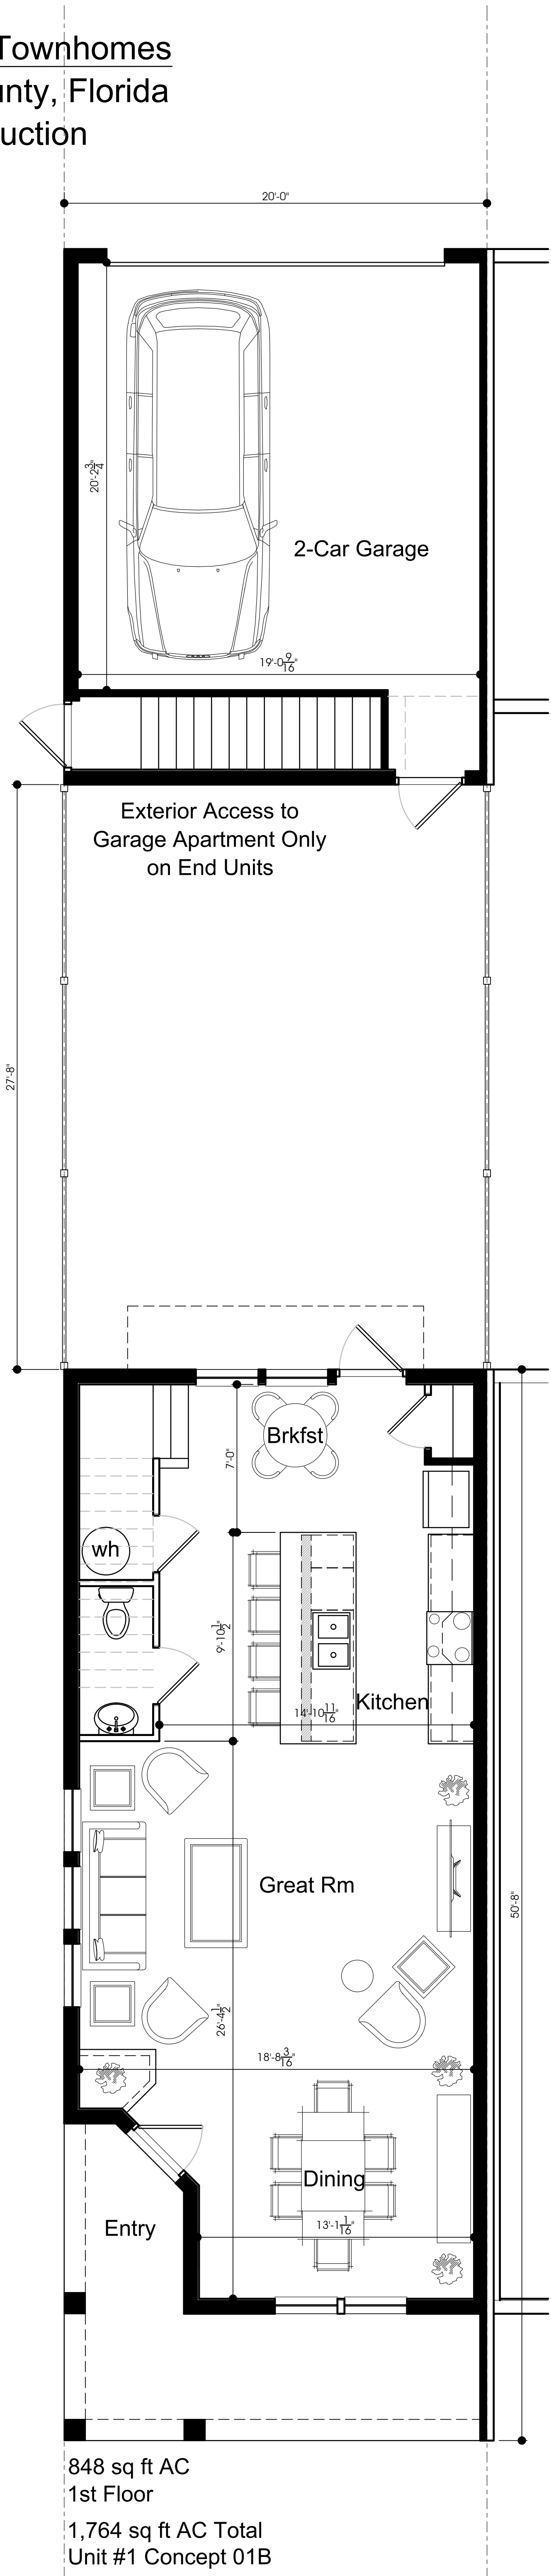 Townhomes
unty, Florida
uction
20'-0"
20'-2 3/4"
2-Car Garage
19'-0 9/16"
Exterior Access to
Garage Apartment Only
on End Units
27'-8"
Brkfst
7'-0"
wh
9'-10 1/2"
Kitchen
14'-10 11/16"
Great Rm
50'-8"
26'-4 1/2"
18'-8 3/16"
Dining
Entry
13'-1 1/16"
848 sq ft AC
1st Floor
1,764 sq ft AC Total
Unit #1 Concept 01B